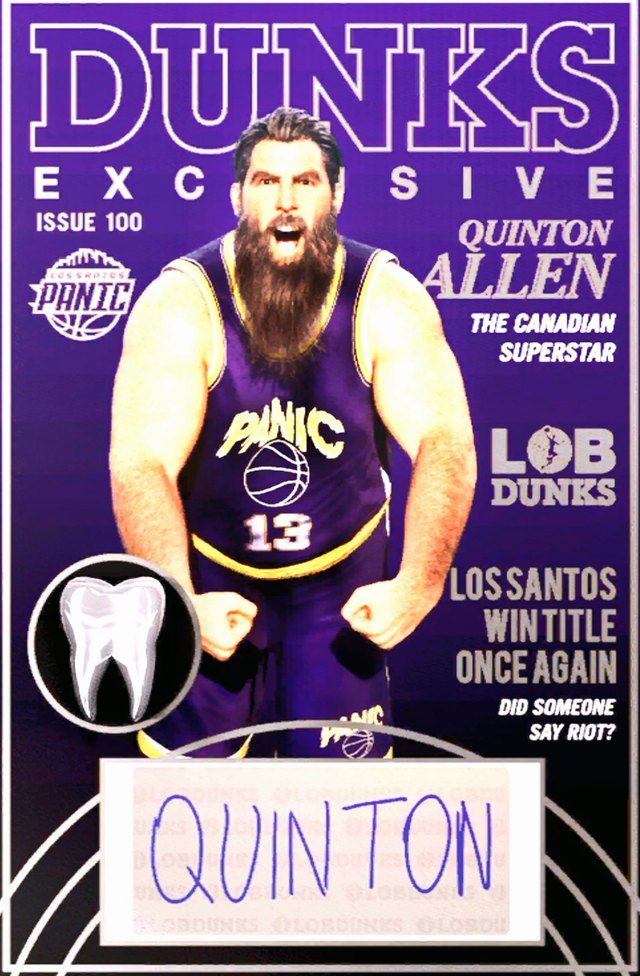 DUNKS
EXC SIVE
ISSUE 100
QUINTON
ALLEN
LOS SANTOS
PANIC
THE CANADIAN
SUPERSTAR
PANIC
13
LOB
DUNKS
LOS SANTOS
WIN TITLE
ONCE AGAIN
DID SOMEONE
SAY RIOT?
PANIC
QUINTON